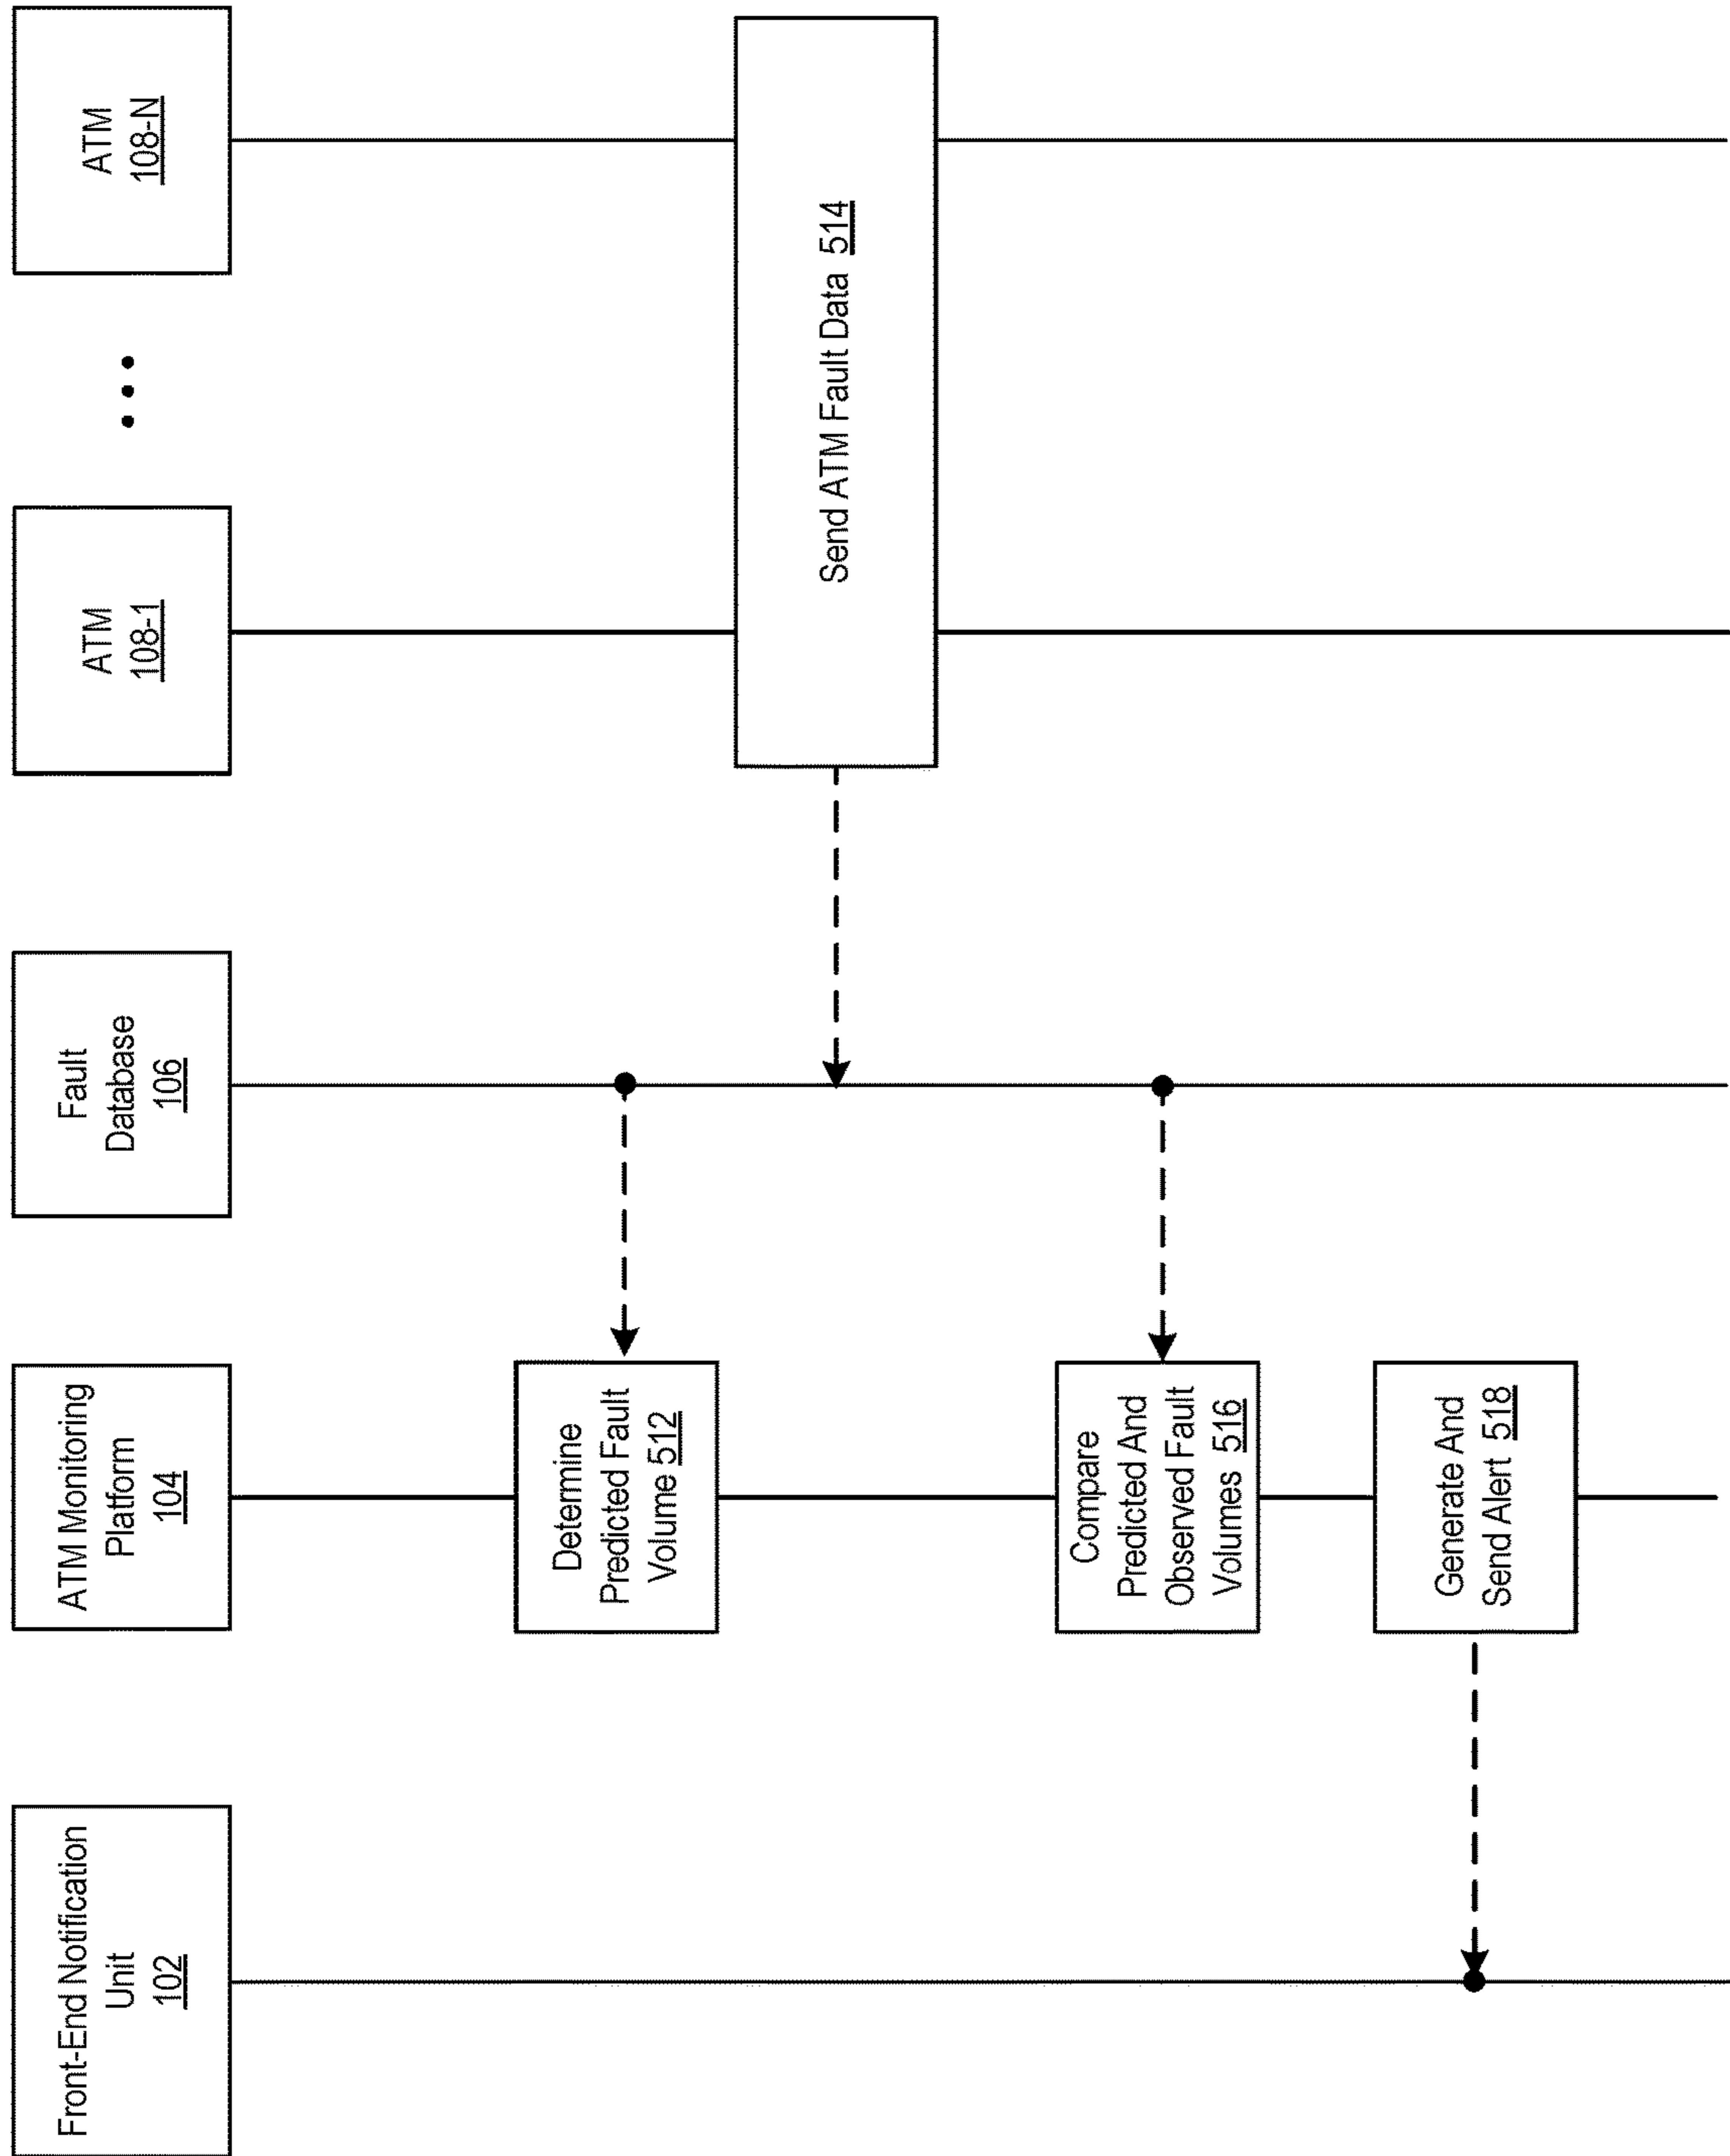 Front-End Notification
Unit
102
ATM Monitoring
Platform
104
Fault
Database
106
ATM
108-1
ATM
108-N
Determine
Predicted Fault
Volume 512
Send ATM Fault Data 514
Compare
Predicted And
Observed Fault
Volumes 516
Generate And
Send Alert 518